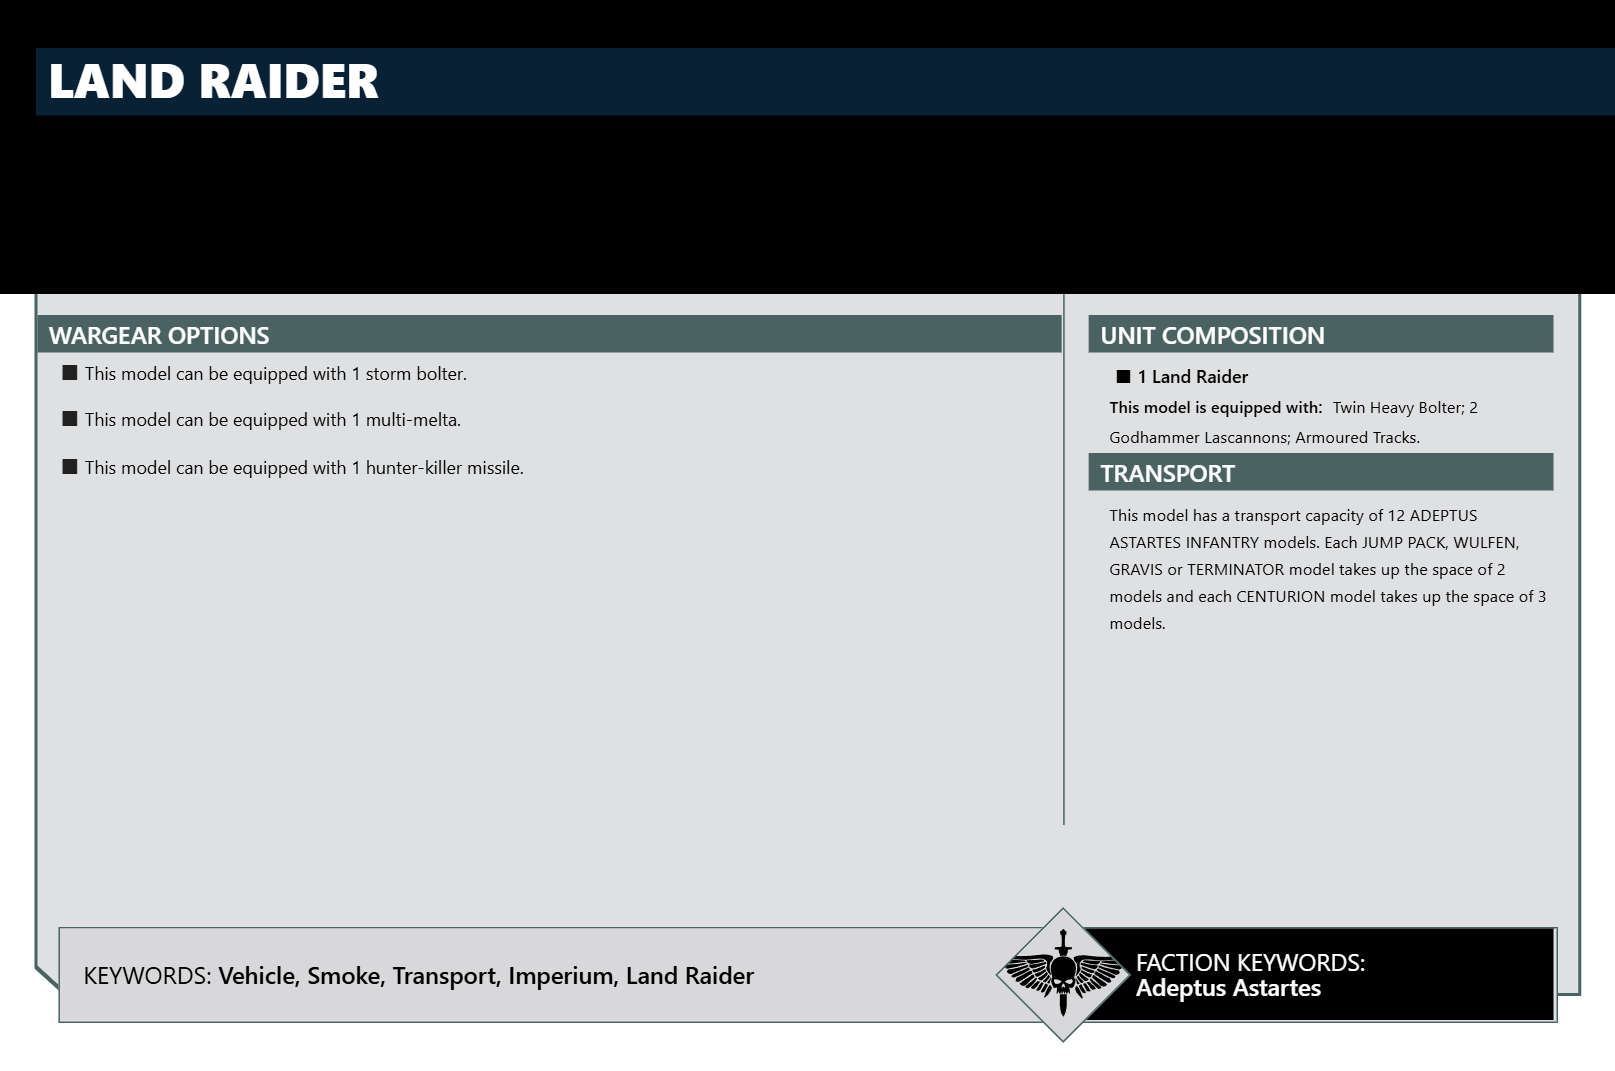 LAND RAIDER
WARGEAR OPTIONS
■ This model can be equipped with 1 storm bolter.
■ This model can be equipped with 1 multi-melta.
■ This model can be equipped with 1 hunter-killer missile.
UNIT COMPOSITION
■ 1 Land Raider
This model is equipped with: Twin Heavy Bolter; 2
Godhammer Lascannons; Armoured Tracks.
TRANSPORT
This model has a transport capacity of 12 ADEPTUS
ASTARTES INFANTRY models. Each JUMP PACK, WULFEN,
GRAVIS or TERMINATOR model takes up the space of 2
models and each CENTURION model takes up the space of 3
models.
KEYWORDS: Vehicle, Smoke, Transport, Imperium, Land Raider
FACTION KEYWORDS:
Adeptus Astartes